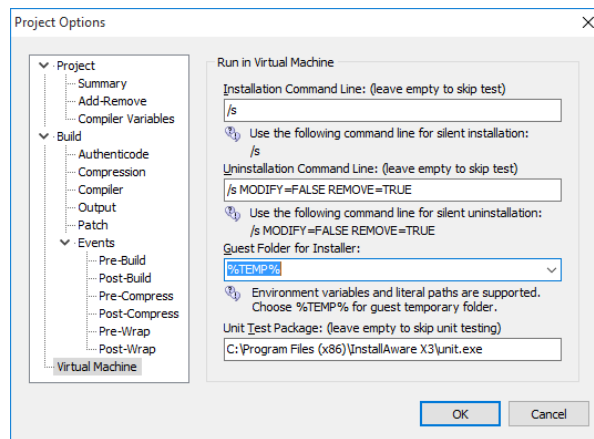 Project Options
Project
Summary
Add-Remove
Compiler Variables
Build
Authenticode
Compression
Compiler
Output
Patch
Events
Pre-Build
Post-Build
Pre-Compress
Post-Compress
Pre-Wrap
Post-Wrap
Virtual Machine
Run in Virtual Machine
Installation Command Line: (leave empty to skip test)
/s
Use the following command line for silent installation:
/s
Uninstallation Command Line: (leave empty to skip test)
/s MODIFY=FALSE REMOVE=TRUE
Use the following command line for silent uninstallation:
/s MODIFY=FALSE REMOVE=TRUE
Guest Folder for Installer:
%TEMP%
Environment variables and literal paths are supported.
Choose %TEMP% for guest temporary folder.
Unit Test Package: (leave empty to skip unit testing)
C:\Program Files (x86)\InstallAware X3\unit.exe
OK
Cancel